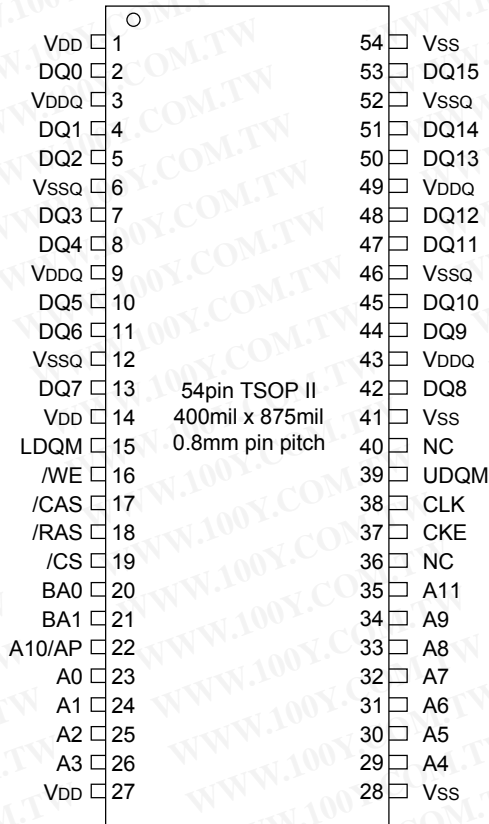 VDD 1 54 VSS
DQ0 2 53 DQ15
VDDQ 3 52 VSSQ
DQ1 4 51 DQ14
DQ2 5 50 DQ13
VSSQ 6 49 VDDQ
DQ3 7 48 DQ12
DQ4 8 47 DQ11
VDDQ 9 46 VSSQ
DQ5 10 45 DQ10
DQ6 11 44 DQ9
VSSQ 12 43 VDDQ
DQ7 13 54pin TSOP II 42 DQ8
VDD 14 400mil x 875mil 41 VSS
LDQM 15 0.8mm pin pitch 40 NC
/WE 16 39 UDQM
/CAS 17 38 CLK
/RAS 18 37 CKE
/CS 19 36 NC
BA0 20 35 A11
BA1 21 34 A9
A10/AP 22 33 A8
A0 23 32 A7
A1 24 31 A6
A2 25 30 A5
A3 26 29 A4
VDD 27 28 VSS
WWW.100Y.COM.TW